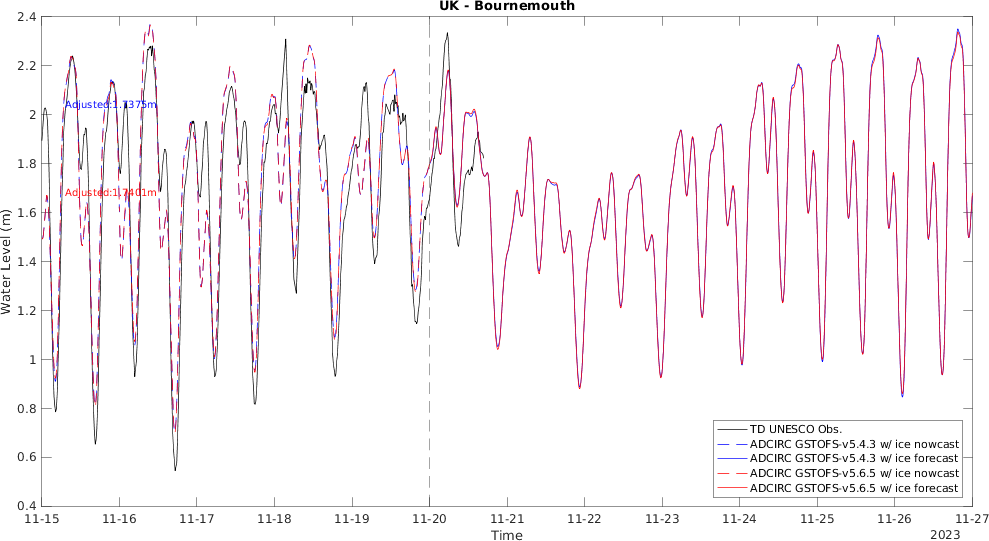 UK - Bournemouth
2.4
2.2
2
1.8
1.6
1.4
1.2
1
0.8
0.6
0.4
Water Level (m)
Adjusted:1.7375m
Adjusted:1.7401m
TD UNESCO Obs.
ADCIRC GSTOFS-v5.4.3 w/ ice nowcast
ADCIRC GSTOFS-v5.4.3 w/ ice forecast
ADCIRC GSTOFS-v5.6.5 w/ ice nowcast
ADCIRC GSTOFS-v5.6.5 w/ ice forecast
11-15 11-16 11-17 11-18 11-19 11-20 11-21 11-22 11-23 11-24 11-25 11-26 11-27
Time
2023